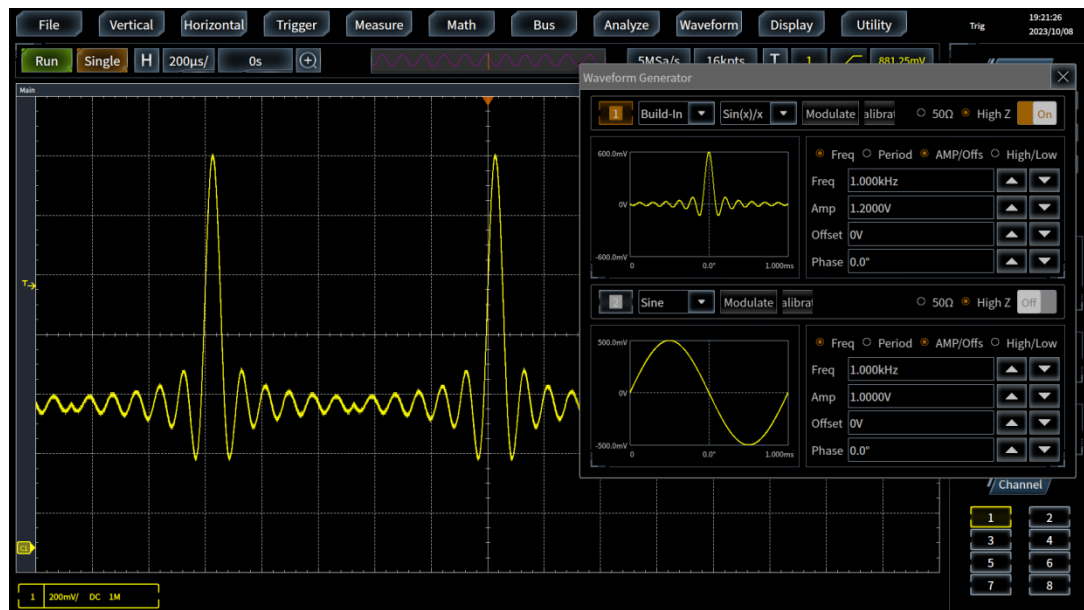 File Vertical Horizontal Trigger Measure Math Bus Analyze Waveform Display Utility Trig 19:21:26
2023/10/08
Run Single H 200μs/ 0s 5MSa/s 16kpts T 1 881.25mV
Waveform Generator
Main
1 Build-In Sin(x)/x Modulate alibrat 50Ω High Z On
600.0mV
0V
-600.0mV
0 0.0° 1.000ms
Freq Period AMP/Offs High/Low
Freq 1.000kHz
Amp 1.2000V
Offset 0V
Phase 0.0°
T
2 Sine Modulate alibrat 50Ω High Z Off
500.0mV
0V
-500.0mV
0 0.0° 1.000ms
Freq Period AMP/Offs High/Low
Freq 1.000kHz
Amp 1.0000V
Offset 0V
Phase 0.0°
Channel
1 2
3 4
5 6
7 8
C1
1 200mV/ DC 1M